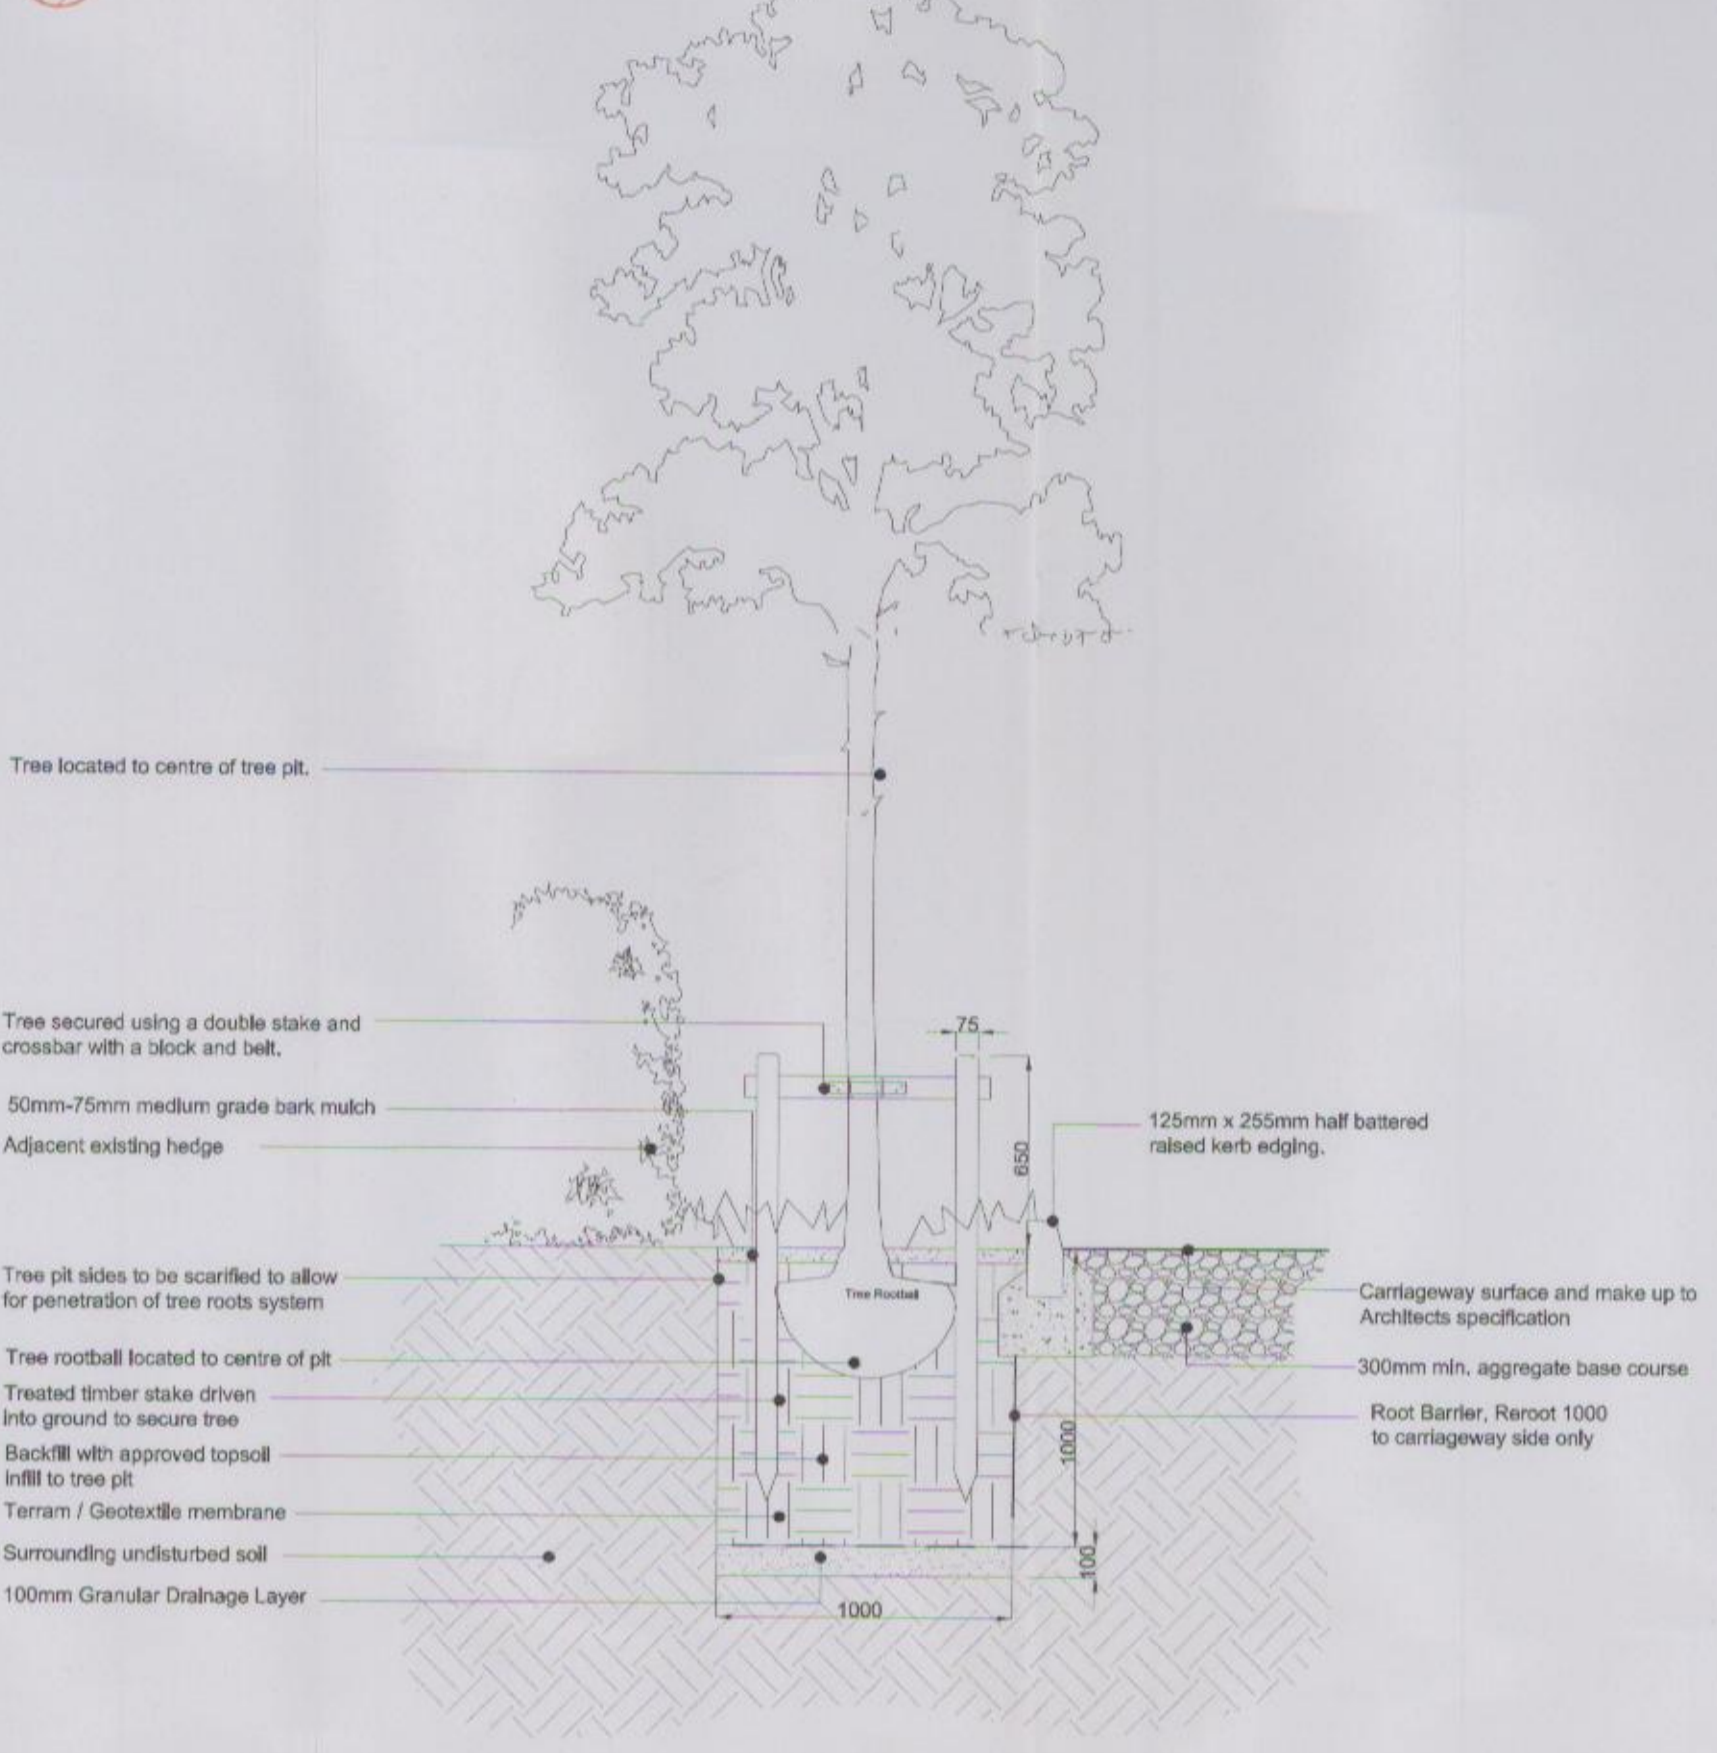 Tree located to centre of tree pit.
Tree secured using a double stake and
crossbar with a block and belt.
75
50mm-75mm medium grade bark mulch
125mm x 255mm half battered
raised kerb edging.
Adjacent existing hedge
650
Tree pit sides to be scarified to allow
for penetration of tree roots system
Tree Rootball
Carriageway surface and make up to
Architects specification
Tree rootball located to centre of pit
300mm min. aggregate base course
Treated timber stake driven
into ground to secure tree
Root Barrier, Reroot 1000
to carriageway side only
1000
Backfill with approved topsoil
infill to tree pit
Terram / Geotextile membrane
Surrounding undisturbed soil
100
100mm Granular Drainage Layer
1000